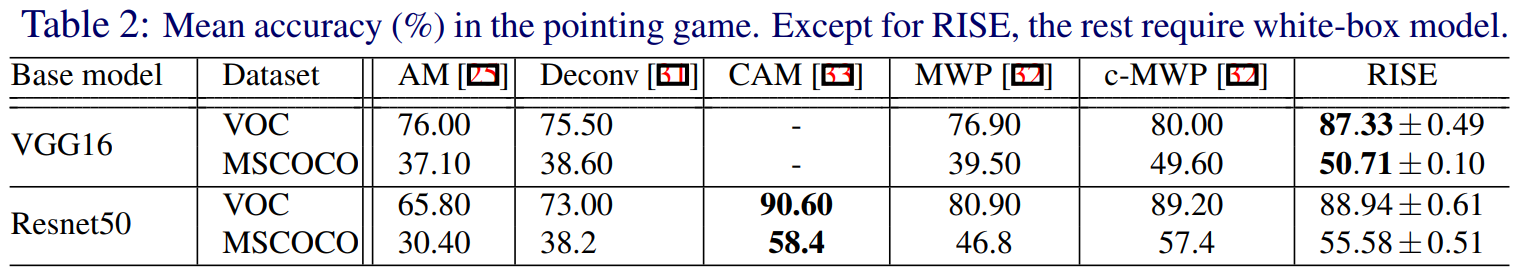 Table 2: Mean accuracy (%) in the pointing game. Except for RISE, the rest require white-box model.
Base model Dataset AM [25] Deconv [31] CAM [33] MWP [32] c-MWP [32] RISE
VGG16
VOC 76.00 75.50 - 76.90 80.00 87.33 ± 0.49
MSCOCO 37.10 38.60 - 39.50 49.60 50.71 ± 0.10
Resnet50
VOC 65.80 73.00 90.60 80.90 89.20 88.94 ± 0.61
MSCOCO 30.40 38.2 58.4 46.8 57.4 55.58 ± 0.51